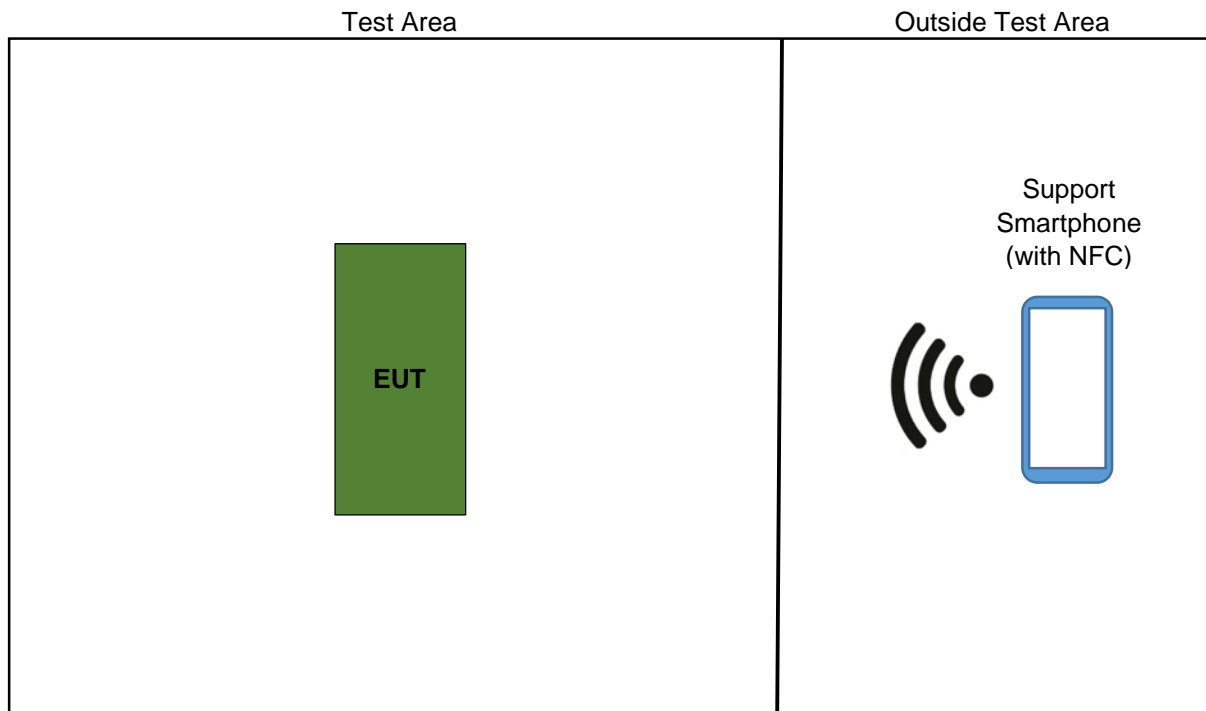 Test Area
Outside Test Area
Support
Smartphone
(with NFC)
EUT